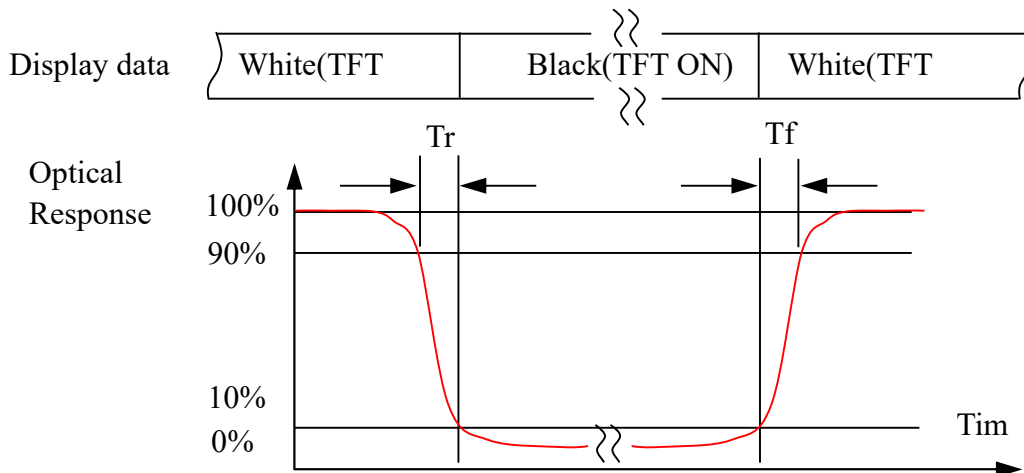 Display data
White(TFT
Black(TFT ON)
White(TFT
Tr
Tf
Optical
Response
100%
90%
10%
0%
Tim